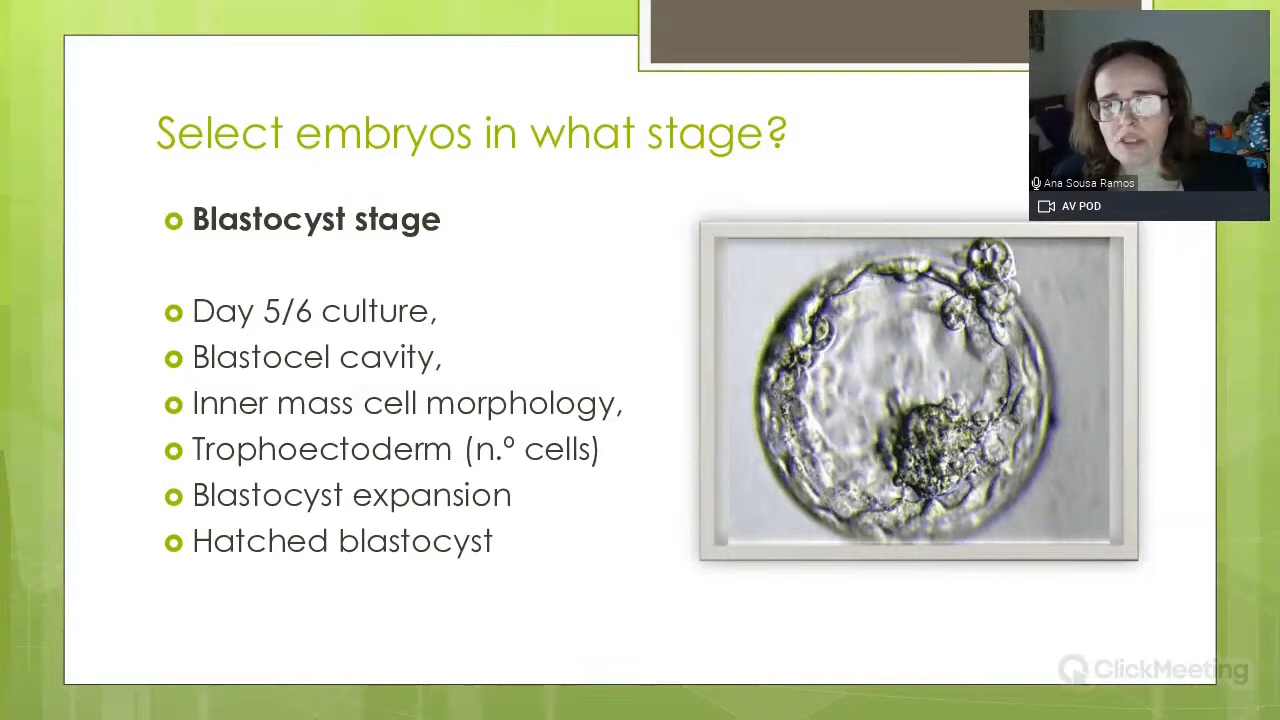 Select embryos in what stage?
Blastocyst stage
Day 5/6 culture,
Blastocel cavity,
Inner mass cell morphology,
Trophoectoderm (n.º cells)
Blastocyst expansion
Hatched blastocyst
Ana Sousa Ramos
AV POD
ClickMeeting